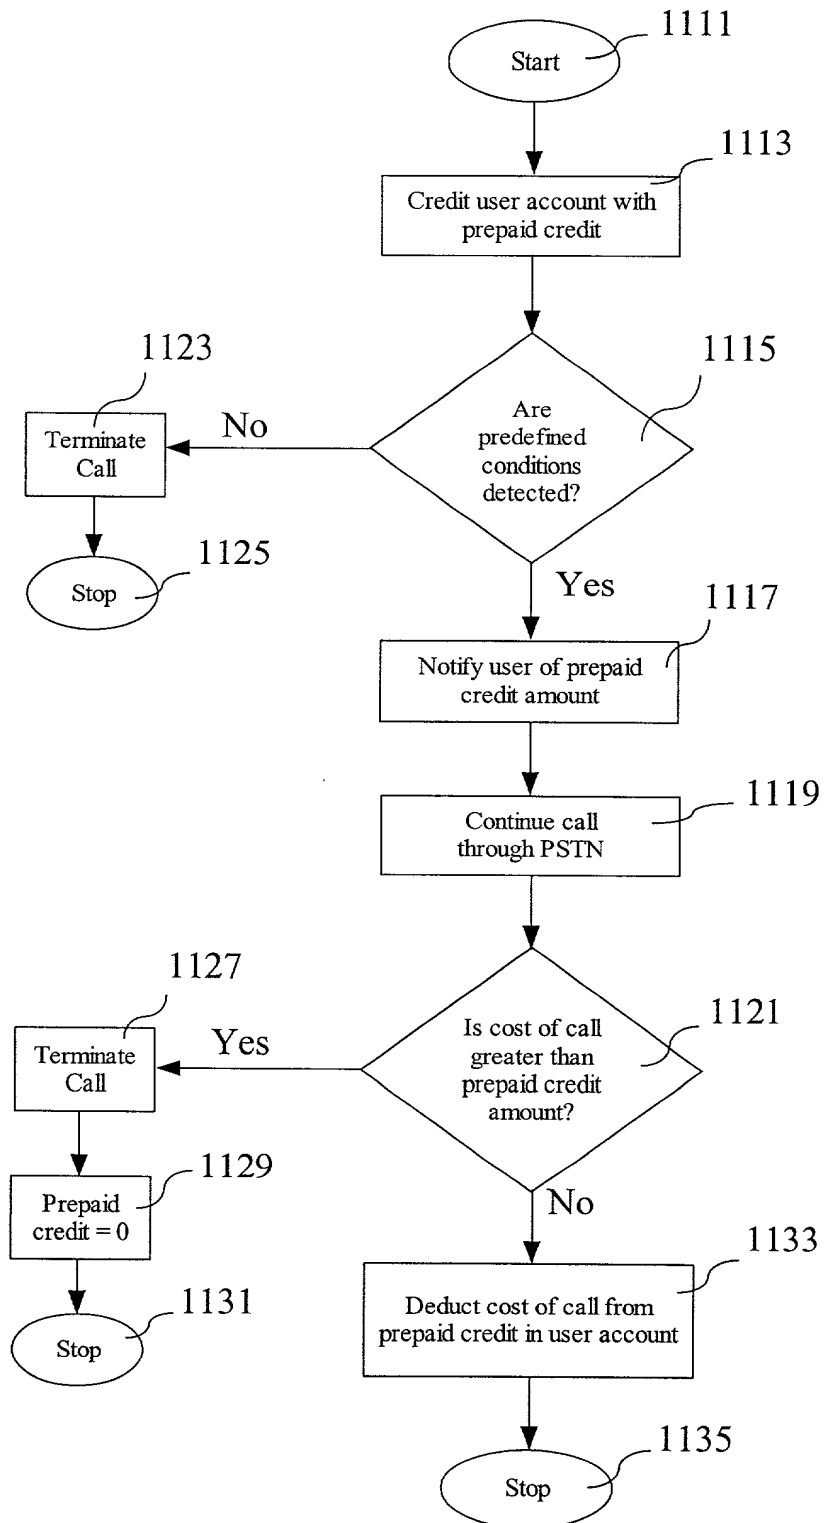 1111
Start
1113
Credit user account with
prepaid credit
1123
1115
Terminate
Call
No
Are
predefined
conditions
detected?
1125
Stop
Yes
1117
Notify user of prepaid
credit amount
1119
Continue call
through PSTN
1127
1121
Terminate
Call
Yes
Is cost of call
greater than
prepaid credit
amount?
1129
Prepaid
credit = 0
No
1133
1131
Stop
Deduct cost of call from
prepaid credit in user account
1135
Stop